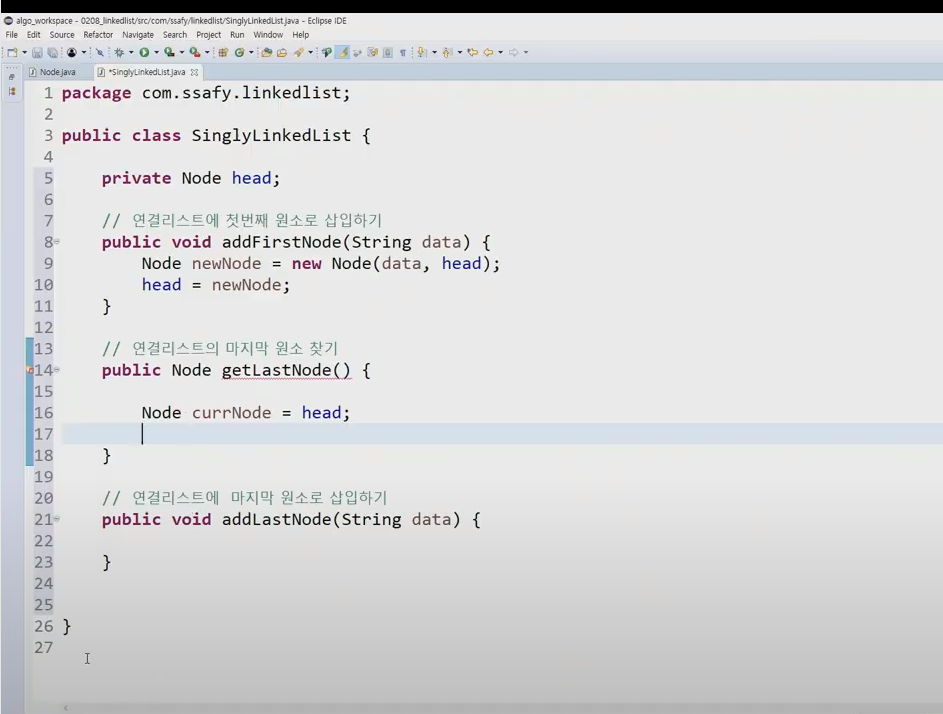 algo_workspace - 0208_linkedlist/src/com/ssafy/linkedlist/SinglyLinkedList.java - Eclipse IDE
File Edit Source Refactor Navigate Search Project Run Window Help
Node.java *SinglyLinkedList.java
1 package com.ssafy.linkedlist;
2
3 public class SinglyLinkedList {
4
5 private Node head;
6
7 // 연결리스트에 첫번째 원소로 삽입하기
8 public void addFirstNode(String data) {
9 Node newNode = new Node(data, head);
10 head = newNode;
11 }
12
13 // 연결리스트의 마지막 원소 찾기
14 public Node getLastNode() {
15
16 Node currNode = head;
17
18 }
19
20 // 연결리스트에  마지막 원소로 삽입하기
21 public void addLastNode(String data) {
22
23 }
24
25
26 }
27